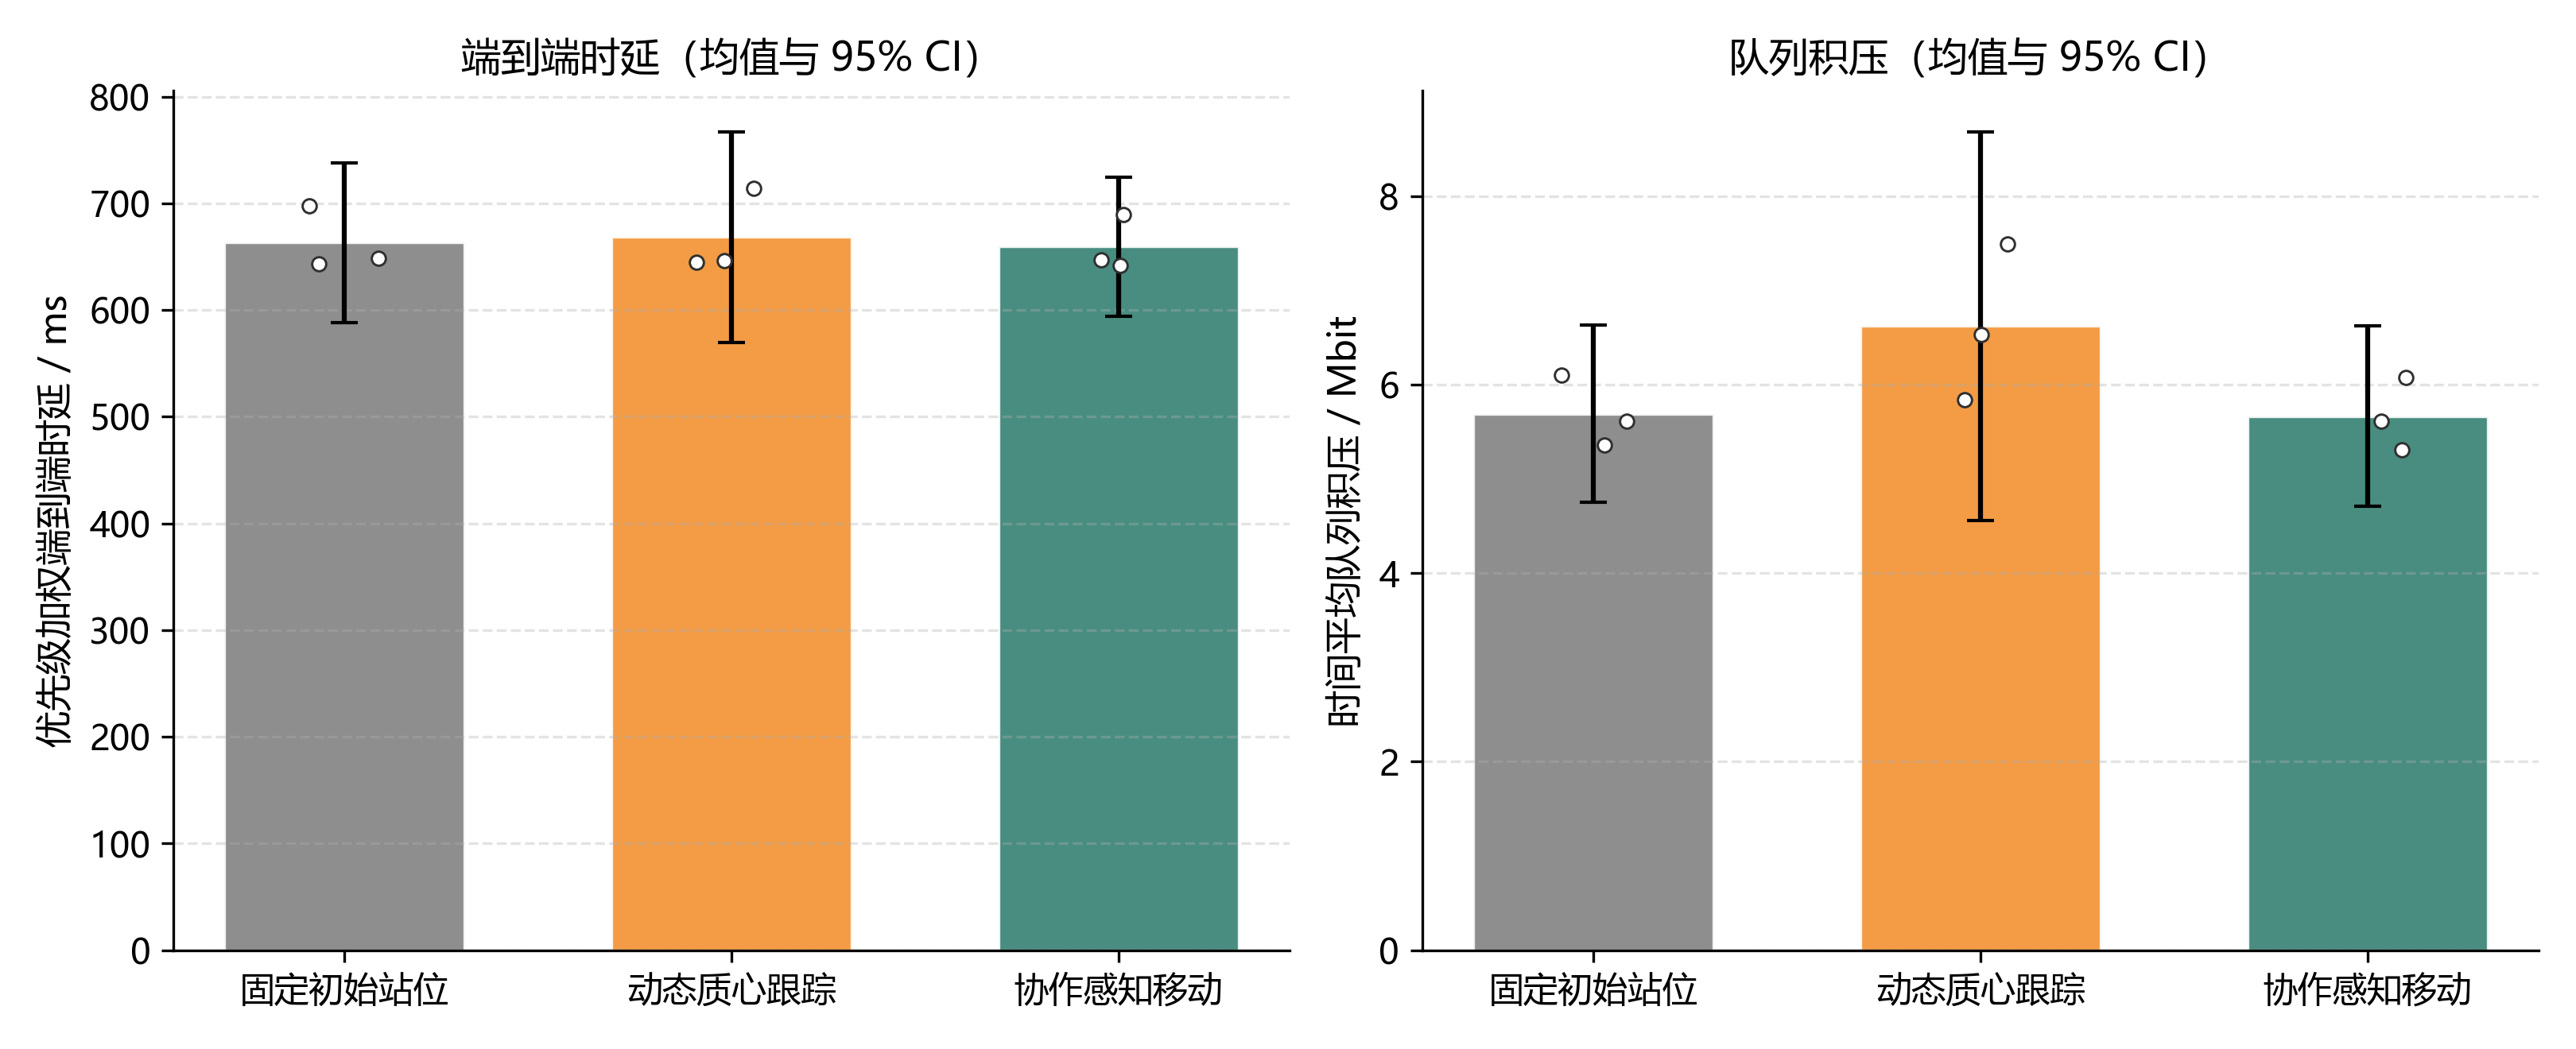 端到端时延（均值与 95% CI）
优先级加权端到端时延 / ms
800
700
600
500
400
300
200
100
0
固定初始站位
动态质心跟踪
协作感知移动
队列积压（均值与 95% CI）
时间平均队列积压 / Mbit
8
6
4
2
0
固定初始站位
动态质心跟踪
协作感知移动